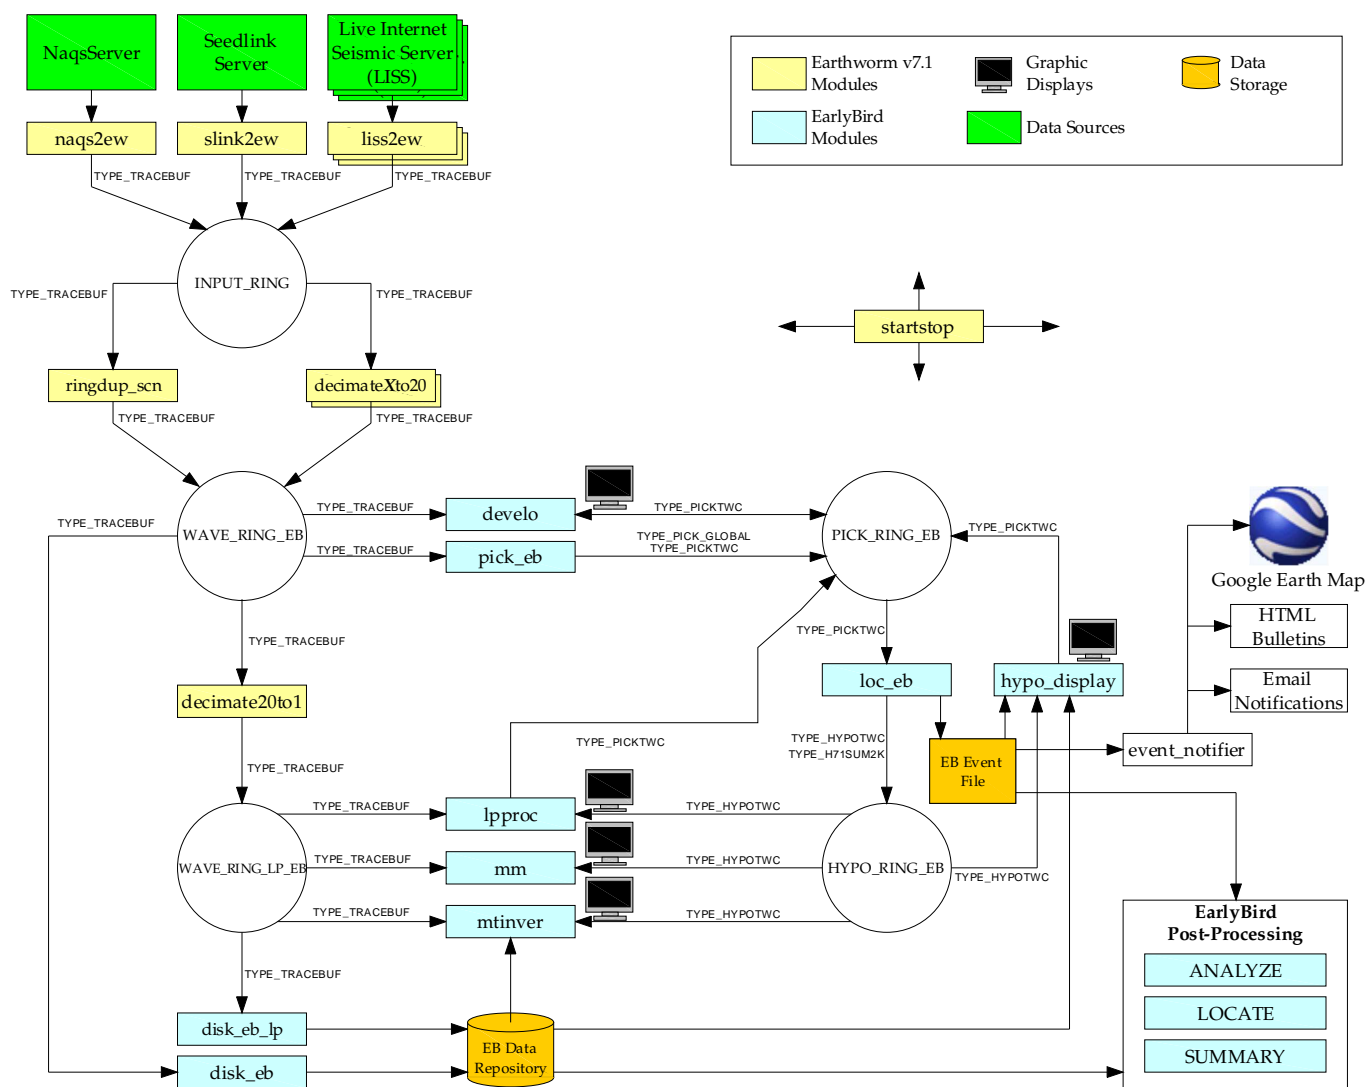 NaqsServer
Seedlink
Server
Live Internet
Seismic Server
(LISS)
Earthworm v7.1
Modules
Graphic
Displays
Data
Storage
EarlyBird
Modules
Data Sources
naqs2ew
slink2ew
liss2ew
TYPE_TRACEBUF
TYPE_TRACEBUF
TYPE_TRACEBUF
INPUT_RING
TYPE_TRACEBUF
TYPE_TRACEBUF
startstop
ringdup_scn
decimateXto20
TYPE_TRACEBUF
TYPE_TRACEBUF
TYPE_TRACEBUF
WAVE_RING_EB
TYPE_TRACEBUF
develo
TYPE_PICKTWC
TYPE_TRACEBUF
pick_eb
TYPE_PICK_GLOBAL
TYPE_PICKTWC
PICK_RING_EB
TYPE_PICKTWC
Google Earth Map
HTML
Bulletins
Email
Notifications
TYPE_TRACEBUF
TYPE_PICKTWC
decimate20to1
loc_eb
hypo_display
TYPE_PICKTWC
TYPE_HYPOTWC
TYPE_H71SUM2K
EB Event
File
event_notifier
TYPE_TRACEBUF
WAVE_RING_LP_EB
TYPE_TRACEBUF
lpproc
TYPE_HYPOTWC
TYPE_TRACEBUF
mm
TYPE_HYPOTWC
HYPO_RING_EB
TYPE_HYPOTWC
TYPE_TRACEBUF
mtinver
TYPE_HYPOTWC
TYPE_TRACEBUF
disk_eb_lp
disk_eb
EB Data
Repository
EarlyBird
Post-Processing
ANALYZE
LOCATE
SUMMARY